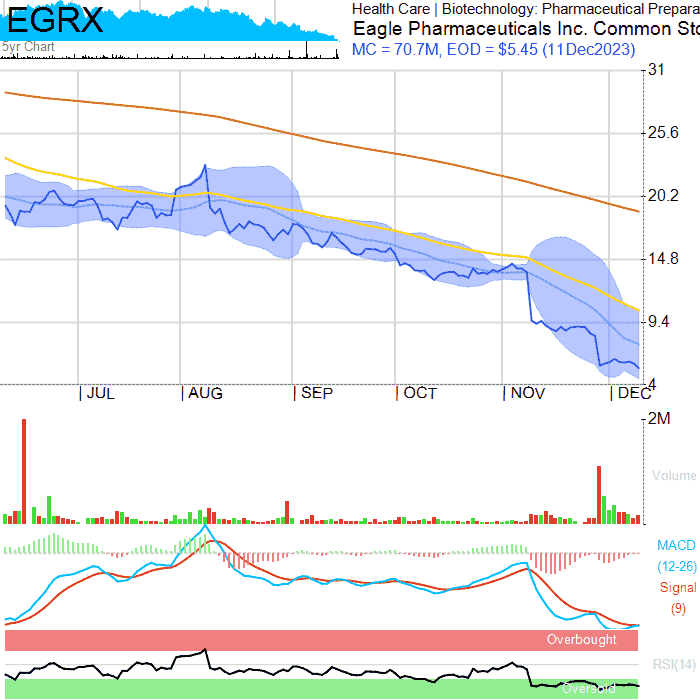 EGRX
5yr Chart
Health Care | Biotechnology: Pharmaceutical Prepara
Eagle Pharmaceuticals Inc. Common Sto
MC = 70.7M, EOD = $5.45 (11Dec2023)
31
25.6
20.2
14.8
9.4
4
JUL AUG SEP OCT NOV DEC
2M
Volume
MACD
(12-26)
Signal
(9)
Overbought
RSI(14)
Oversold